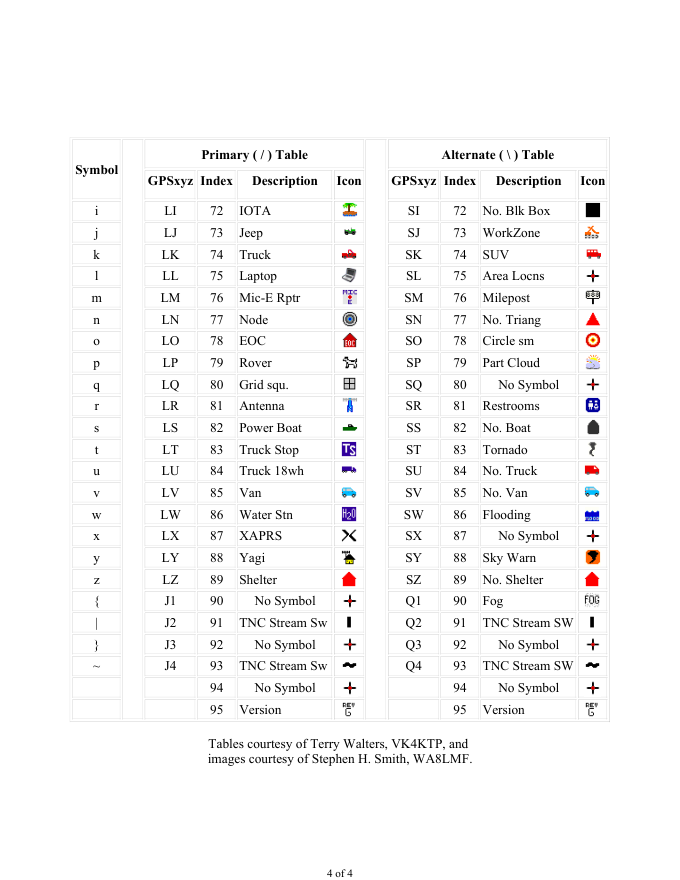 Symbol Primary ( / ) Table Alternate ( \ ) Table
GPSxyz Index Description Icon GPSxyz Index Description Icon
i LI 72 IOTA SI 72 No. Blk Box
j LJ 73 Jeep SJ 73 WorkZone
k LK 74 Truck SK 74 SUV
l LL 75 Laptop SL 75 Area Locns
m LM 76 Mic-E Rptr MIC E SM 76 Milepost
n LN 77 Node SN 77 No. Triang
o LO 78 EOC EOC SO 78 Circle sm
p LP 79 Rover SP 79 Part Cloud
q LQ 80 Grid squ. SQ 80 No Symbol
r LR 81 Antenna SR 81 Restrooms
s LS 82 Power Boat SS 82 No. Boat
t LT 83 Truck Stop TS ST 83 Tornado
u LU 84 Truck 18wh SU 84 No. Truck
v LV 85 Van SV 85 No. Van
w LW 86 Water Stn H2O SW 86 Flooding
x LX 87 XAPRS SX 87 No Symbol
y LY 88 Yagi SY 88 Sky Warn
z LZ 89 Shelter SZ 89 No. Shelter
{ J1 90 No Symbol Q1 90 Fog FOG
| J2 91 TNC Stream Sw Q2 91 TNC Stream SW
} J3 92 No Symbol Q3 92 No Symbol
~ J4 93 TNC Stream Sw Q4 93 TNC Stream SW
94 No Symbol 94 No Symbol
95 Version REV G 95 Version REV G
Tables courtesy of Terry Walters, VK4KTP, and
images courtesy of Stephen H. Smith, WA8LMF.
4 of 4